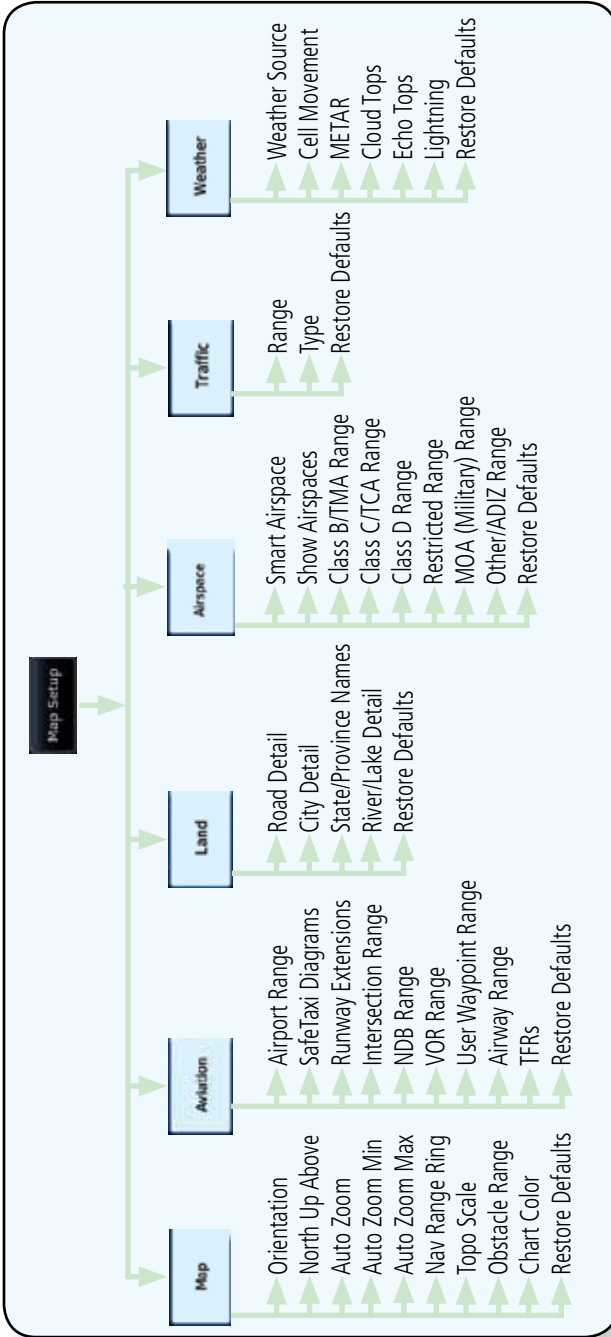 Map Setup
Map
Orientation
North Up Above
Auto Zoom
Auto Zoom Min
Auto Zoom Max
Nav Range Ring
Topo Scale
Obstacle Range
Chart Color
Restore Defaults
Aviation
Airport Range
SafeTaxi Diagrams
Runway Extensions
Intersection Range
NDB Range
VOR Range
User Waypoint Range
Airway Range
TFRs
Restore Defaults
Land
Road Detail
City Detail
State/Province Names
River/Lake Detail
Restore Defaults
Airspace
Smart Airspace
Show Airspaces
Class B/TMA Range
Class C/TCA Range
Class D Range
Restricted Range
MOA (Military) Range
Other/ADIZ Range
Restore Defaults
Traffic
Range
Type
Restore Defaults
Weather
Weather Source
Cell Movement
METAR
Cloud Tops
Echo Tops
Lightning
Restore Defaults